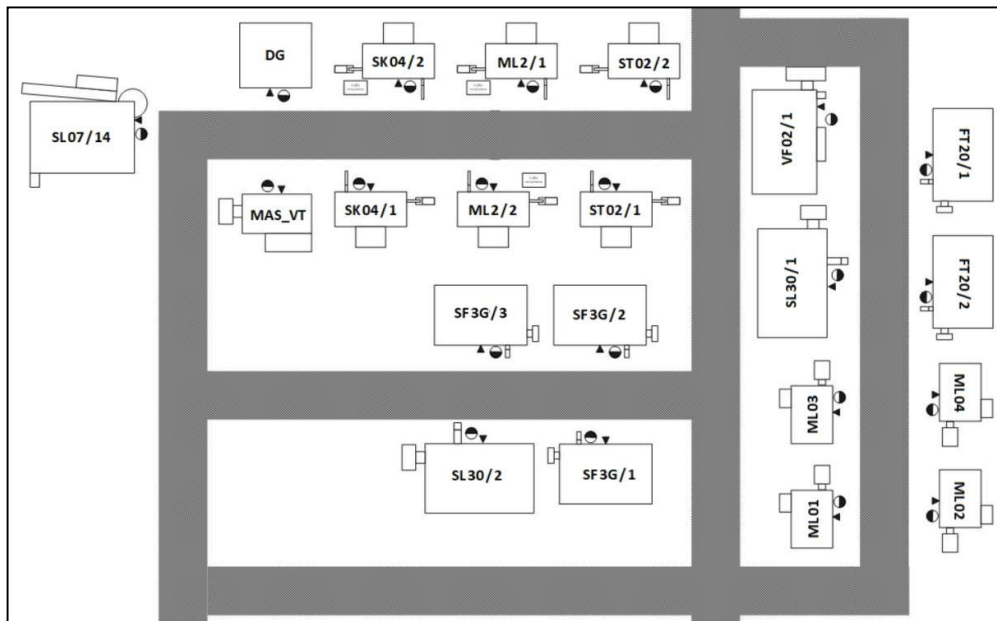 DG
SK04/2
ML2/1
ST02/2
SL07/14
VF02/1
FT20/1
MAS_VT
SK04/1
ML2/2
ST02/1
SL30/1
FT20/2
SF3G/3
SF3G/2
ML03
ML04
SL30/2
SF3G/1
ML01
ML02